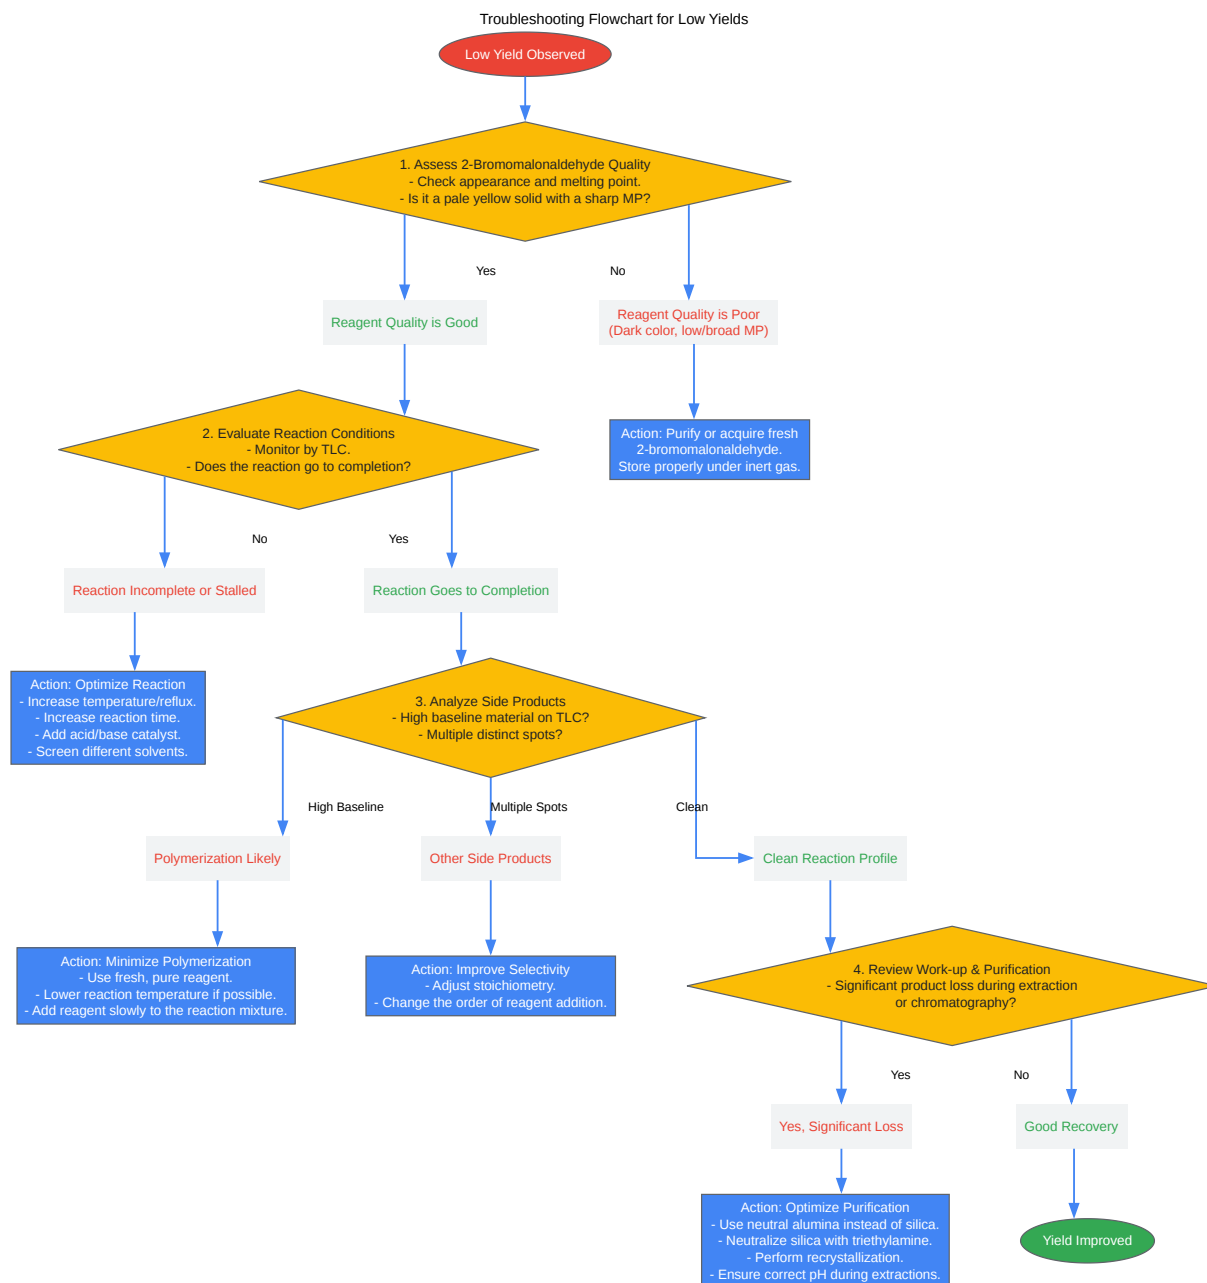 Troubleshooting Flowchart for Low Yields
Low Yield Observed
1. Assess 2-Bromomalonaldehyde Quality
- Check appearance and melting point.
- Is it a pale yellow solid with a sharp MP?
Yes
No
Reagent Quality is Good
Reagent Quality is Poor
(Dark color, low/broad MP)
2. Evaluate Reaction Conditions
- Monitor by TLC.
- Does the reaction go to completion?
Action: Purify or acquire fresh
2-bromomalonaldehyde.
Store properly under inert gas.
No
Yes
Reaction Incomplete or Stalled
Reaction Goes to Completion
Action: Optimize Reaction
- Increase temperature/reflux.
- Increase reaction time.
- Add acid/base catalyst.
- Screen different solvents.
3. Analyze Side Products
- High baseline material on TLC?
- Multiple distinct spots?
High Baseline
Multiple Spots
Clean
Polymerization Likely
Other Side Products
Clean Reaction Profile
Action: Minimize Polymerization
- Use fresh, pure reagent.
- Lower reaction temperature if possible.
- Add reagent slowly to the reaction mixture.
Action: Improve Selectivity
- Adjust stoichiometry.
- Change the order of reagent addition.
4. Review Work-up & Purification
- Significant product loss during extraction
or chromatography?
Yes
No
Yes, Significant Loss
Good Recovery
Action: Optimize Purification
- Use neutral alumina instead of silica.
- Neutralize silica with triethylamine.
- Perform recrystallization.
- Ensure correct pH during extractions.
Yield Improved